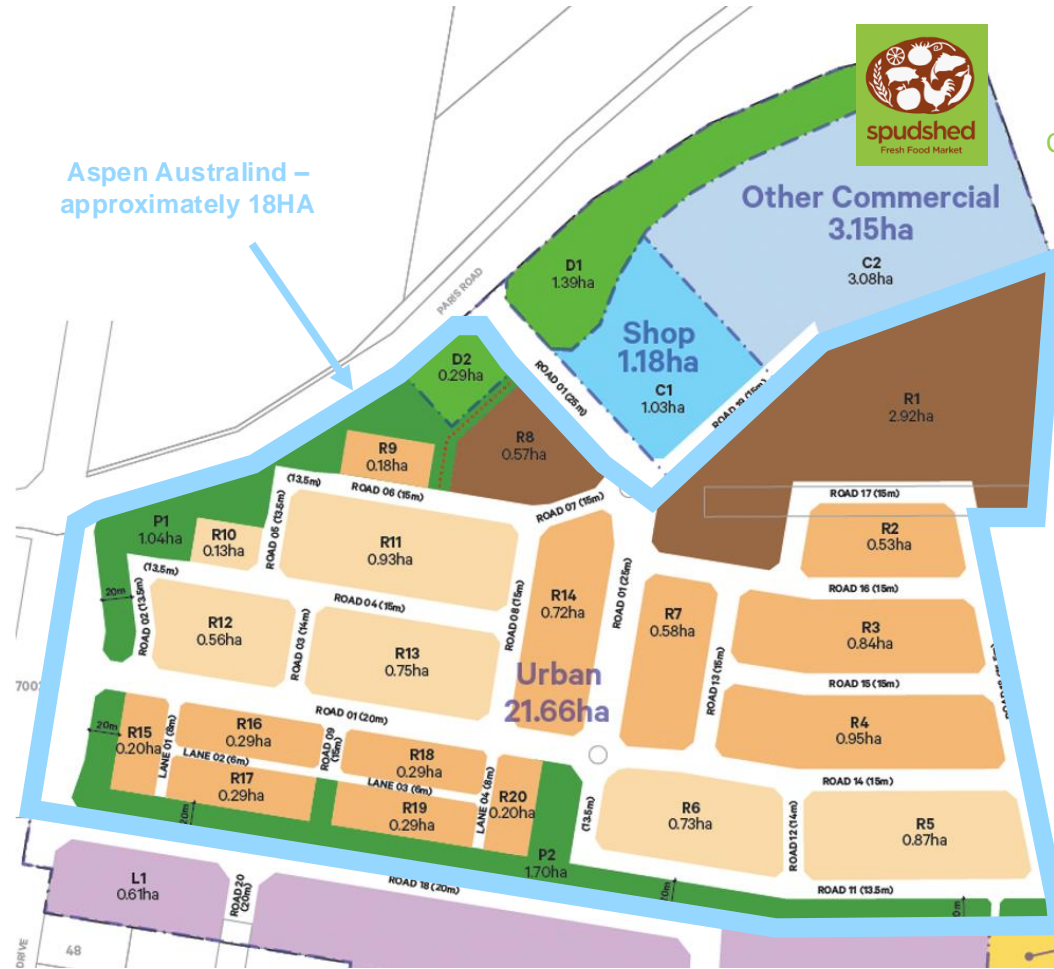 spudshed
Fresh Food Market
Aspen Australind –
approximately 18HA
Other Commercial
3.15ha
C2
3.08ha
D1
1.39ha
PARIS ROAD
Shop
1.18ha
C1
1.03ha
D2
0.29ha
ROAD 01 (25m)
ROAD 19 (15m)
R1
2.92ha
R8
0.57ha
R9
0.18ha
(13.5m)
ROAD 06 (15m)
ROAD 07 (15m)
ROAD 17 (15m)
P1
1.04ha
R10
0.13ha
ROAD 05 (13.5m)
R11
0.93ha
R2
0.53ha
(13.5m)
20m
ROAD 02 (13.5m)
ROAD 04 (15m)
ROAD 08 (15m)
R14
0.72ha
ROAD 01 (25m)
R7
0.58ha
ROAD 16 (15m)
R12
0.56ha
ROAD 03 (14m)
R13
0.75ha
R3
0.84ha
ROAD 13 (15m)
ROAD 15 (15m)
Urban
21.66ha
ROAD 01 (20m)
20m
R15
0.20ha
LANE 01 (8m)
R16
0.29ha
ROAD 09
(15m)
R18
0.29ha
R4
0.95ha
LANE 02 (6m)
LANE 03 (6m)
LANE 04 (8m)
ROAD 14 (15m)
R17
0.29ha
R19
0.29ha
R20
0.20ha
(13.5m)
R6
0.73ha
ROAD 12 (14m)
R5
0.87ha
20m
P2
1.70ha
L1
0.61ha
ROAD 20
(20m)
ROAD 18 (20m)
20m
ROAD 11 (13.5m)
48
DRIVE